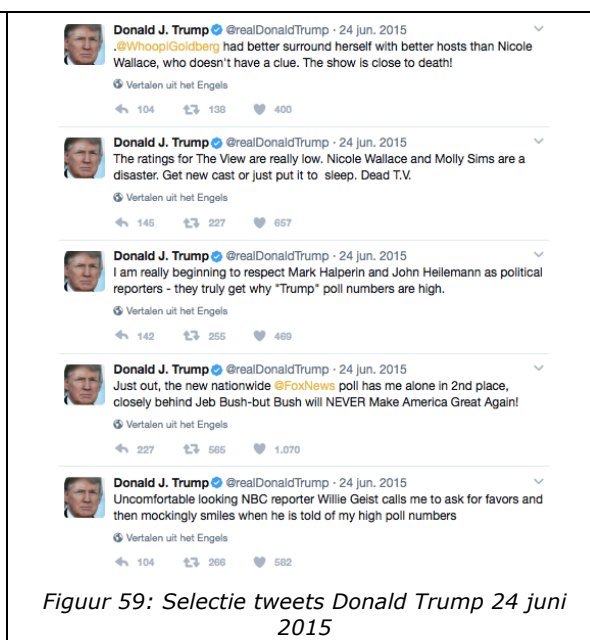 Donald J. Trump @realDonaldTrump · 24 jun. 2015
.@WhoopiGoldberg had better surround herself with better hosts than Nicole
Wallace, who doesn't have a clue. The show is close to death!
Vertalen uit het Engels
104 138 400
Donald J. Trump @realDonaldTrump · 24 jun. 2015
The ratings for The View are really low. Nicole Wallace and Molly Sims are a
disaster. Get new cast or just put it to sleep. Dead T.V.
Vertalen uit het Engels
145 227 657
Donald J. Trump @realDonaldTrump · 24 jun. 2015
I am really beginning to respect Mark Halperin and John Heilemann as political
reporters - they truly get why "Trump" poll numbers are high.
Vertalen uit het Engels
142 255 469
Donald J. Trump @realDonaldTrump · 24 jun. 2015
Just out, the new nationwide @FoxNews poll has me alone in 2nd place,
closely behind Jeb Bush-but Bush will NEVER Make America Great Again!
Vertalen uit het Engels
227 565 1.070
Donald J. Trump @realDonaldTrump · 24 jun. 2015
Uncomfortable looking NBC reporter Willie Geist calls me to ask for favors and
then mockingly smiles when he is told of my high poll numbers
Vertalen uit het Engels
104 266 582
Figuur 59: Selectie tweets Donald Trump 24 juni
2015